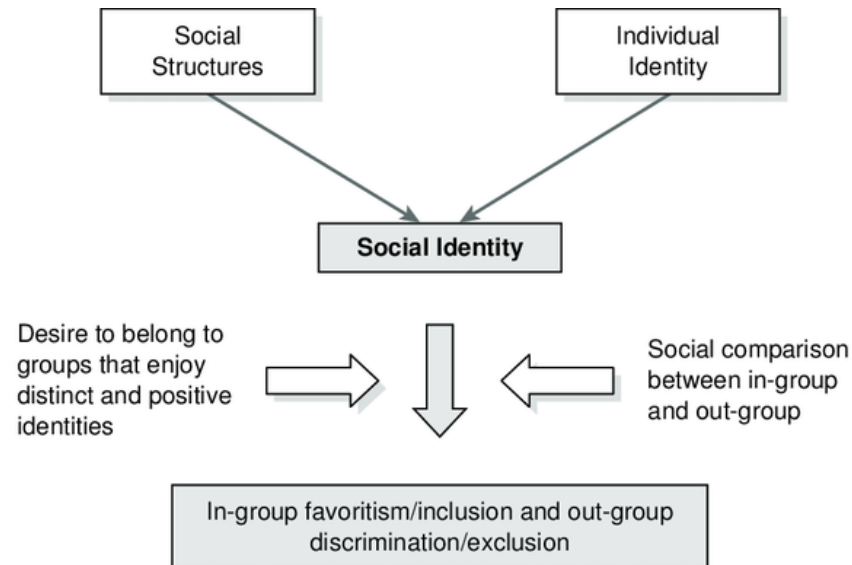 Social
Structures
Individual
Identity
Social Identity
Desire to belong to
groups that enjoy
distinct and positive
identities
Social comparison
between in-group
and out-group
In-group favoritism/inclusion and out-group
discrimination/exclusion